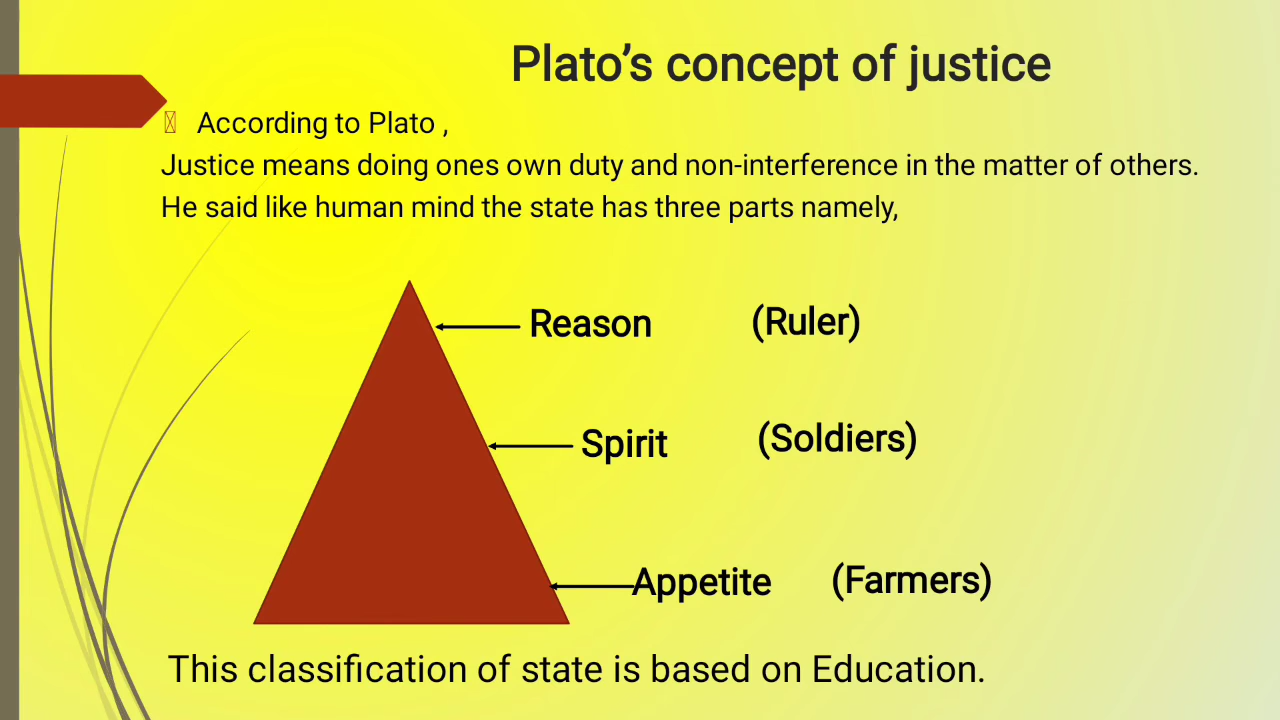 Plato’s concept of justice
According to Plato ,
Justice means doing ones own duty and non-interference in the matter of others.
He said like human mind the state has three parts namely,
Reason (Ruler)
Spirit (Soldiers)
Appetite (Farmers)
This classification of state is based on Education.